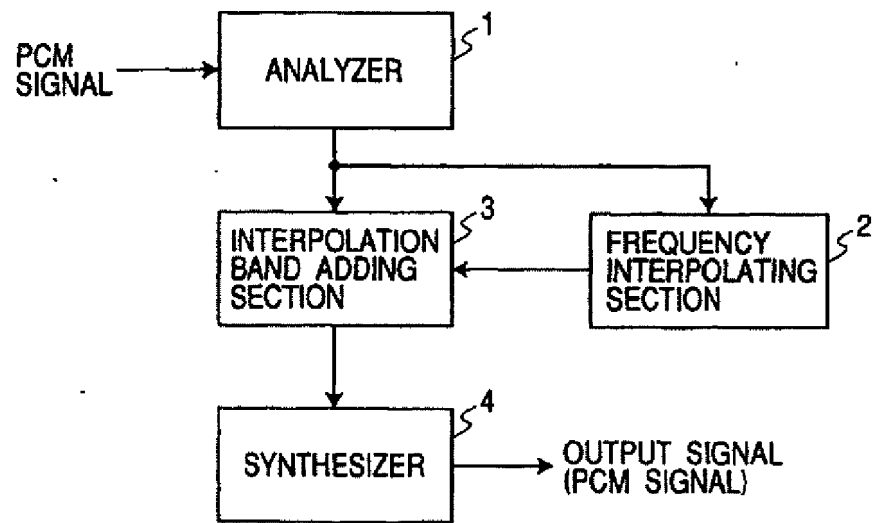 1
PCM
SIGNAL
ANALYZER
3
INTERPOLATION
BAND ADDING
SECTION
2
FREQUENCY
INTERPOLATING
SECTION
4
SYNTHESIZER
OUTPUT SIGNAL
(PCM SIGNAL)